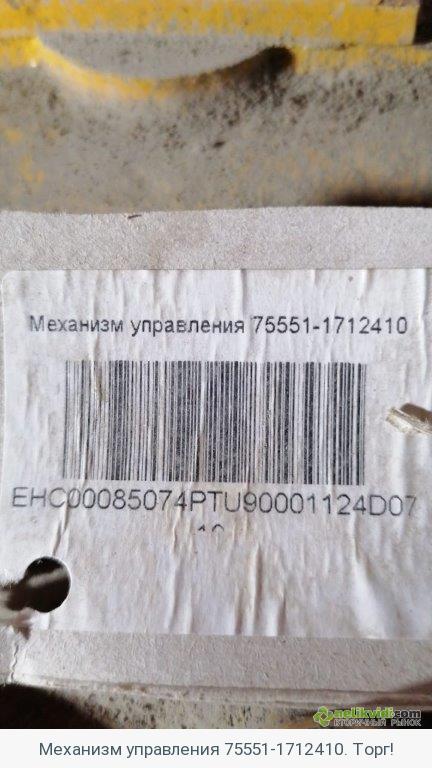 Механизм управления 75551-1712410
EHC00085074PTU90001124D07
nelikvidi.com
ВТОРИЧНЫЙ РЫНОК
Механизм управления 75551-1712410. Торг!